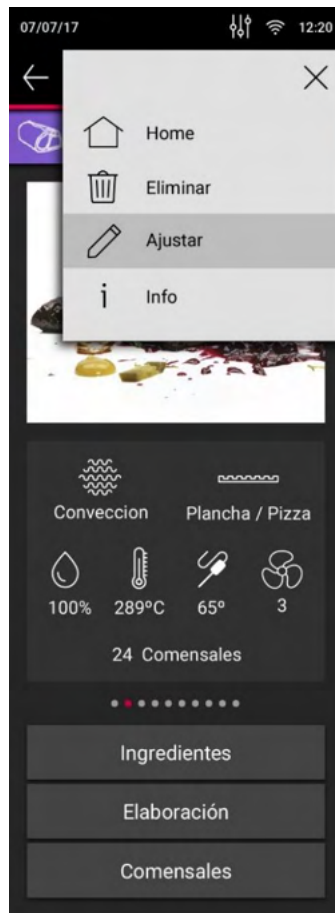 07/07/17 12:20
Home
Eliminar
Ajustar
i Info
Conveccion Plancha / Pizza
100% 289ºC 65º 3
24 Comensales
Ingredientes
Elaboración
Comensales